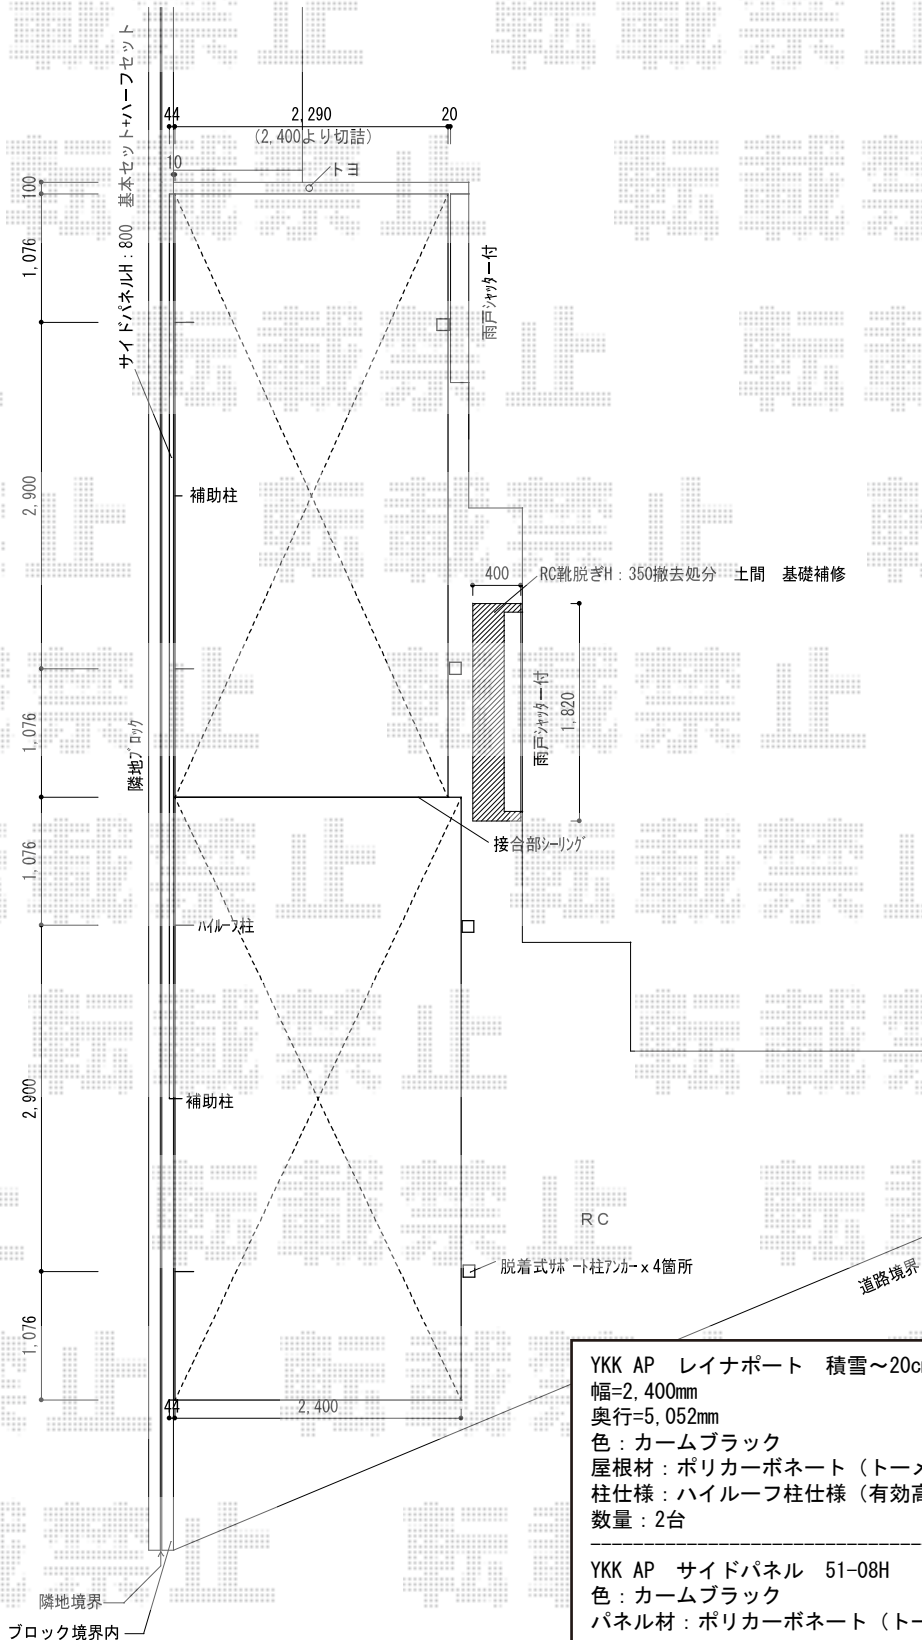 44
2,290
20
(2,400より切詰)
10
トヨ
100
1,076
2,900
1,076
1,076
2,900
1,076
サイドパネルH：800　基本セット+ハーフセット
雨戸シャッター付
補助柱
400
RC靴脱ぎH：350撤去処分　土間　基礎補修
雨戸シャッター付
1,820
隣地ブロック
接合部シーリング
ハイルーフ柱
補助柱
ＲＣ
脱着式サポート柱アンカー×4箇所
道路境界
44
2,400
隣地境界
ブロック境界内
YKK AP　レイナポート　積雪～20c
幅=2,400mm
奥行=5,052mm
色：カームブラック
屋根材：ポリカーボネート（トーメ
柱仕様：ハイルーフ柱仕様（有効高
数量：2台
YKK AP　サイドパネル　51-08H
色：カームブラック
パネル材：ポリカーボネート（トー
転載禁止